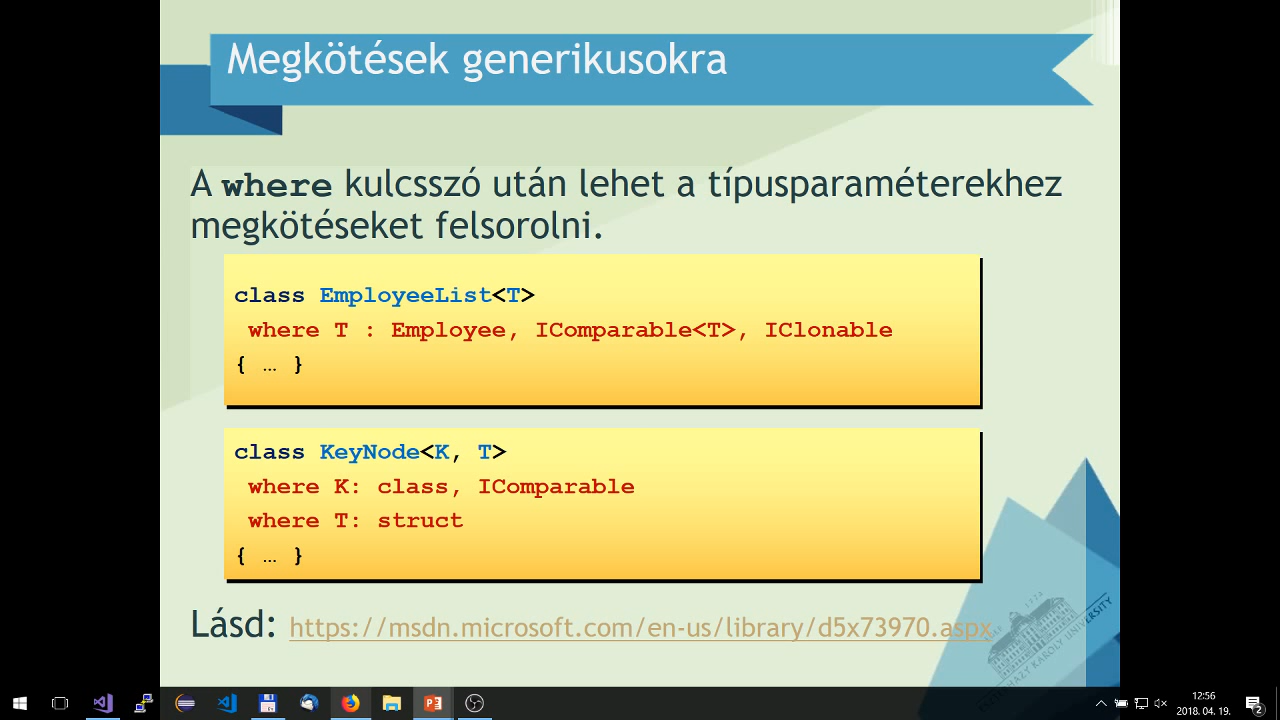 Megkötések generikusokra
A where kulcsszó után lehet a típusparaméterekhez
megkötéseket felsorolni.
class EmployeeList<T>
where T : Employee, IComparable<T>, IClonable
{ … }
class KeyNode<K, T>
where K: class, IComparable
where T: struct
{ … }
Lásd: https://msdn.microsoft.com/en-us/library/d5x73970.aspx
12:56
2018. 04. 19.
2